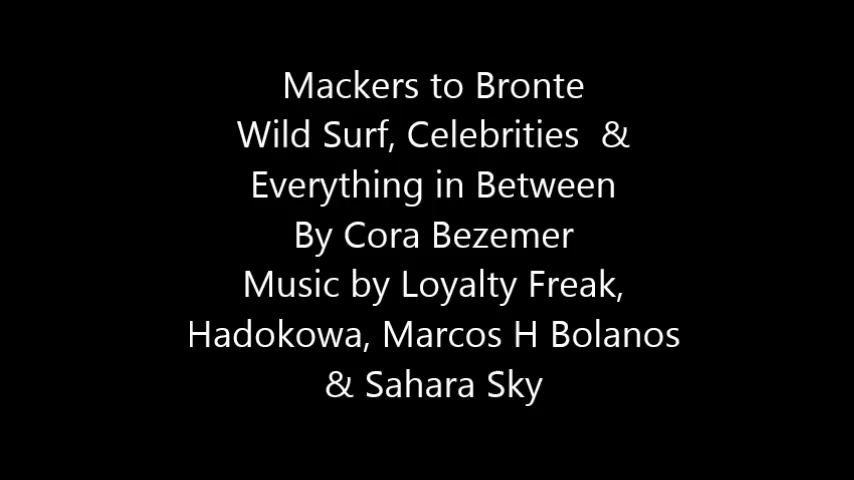 Mackers to Bronte
Wild Surf, Celebrities  &
Everything in Between
By Cora Bezemer
Music by Loyalty Freak,
Hadokowa, Marcos H Bolanos
& Sahara Sky